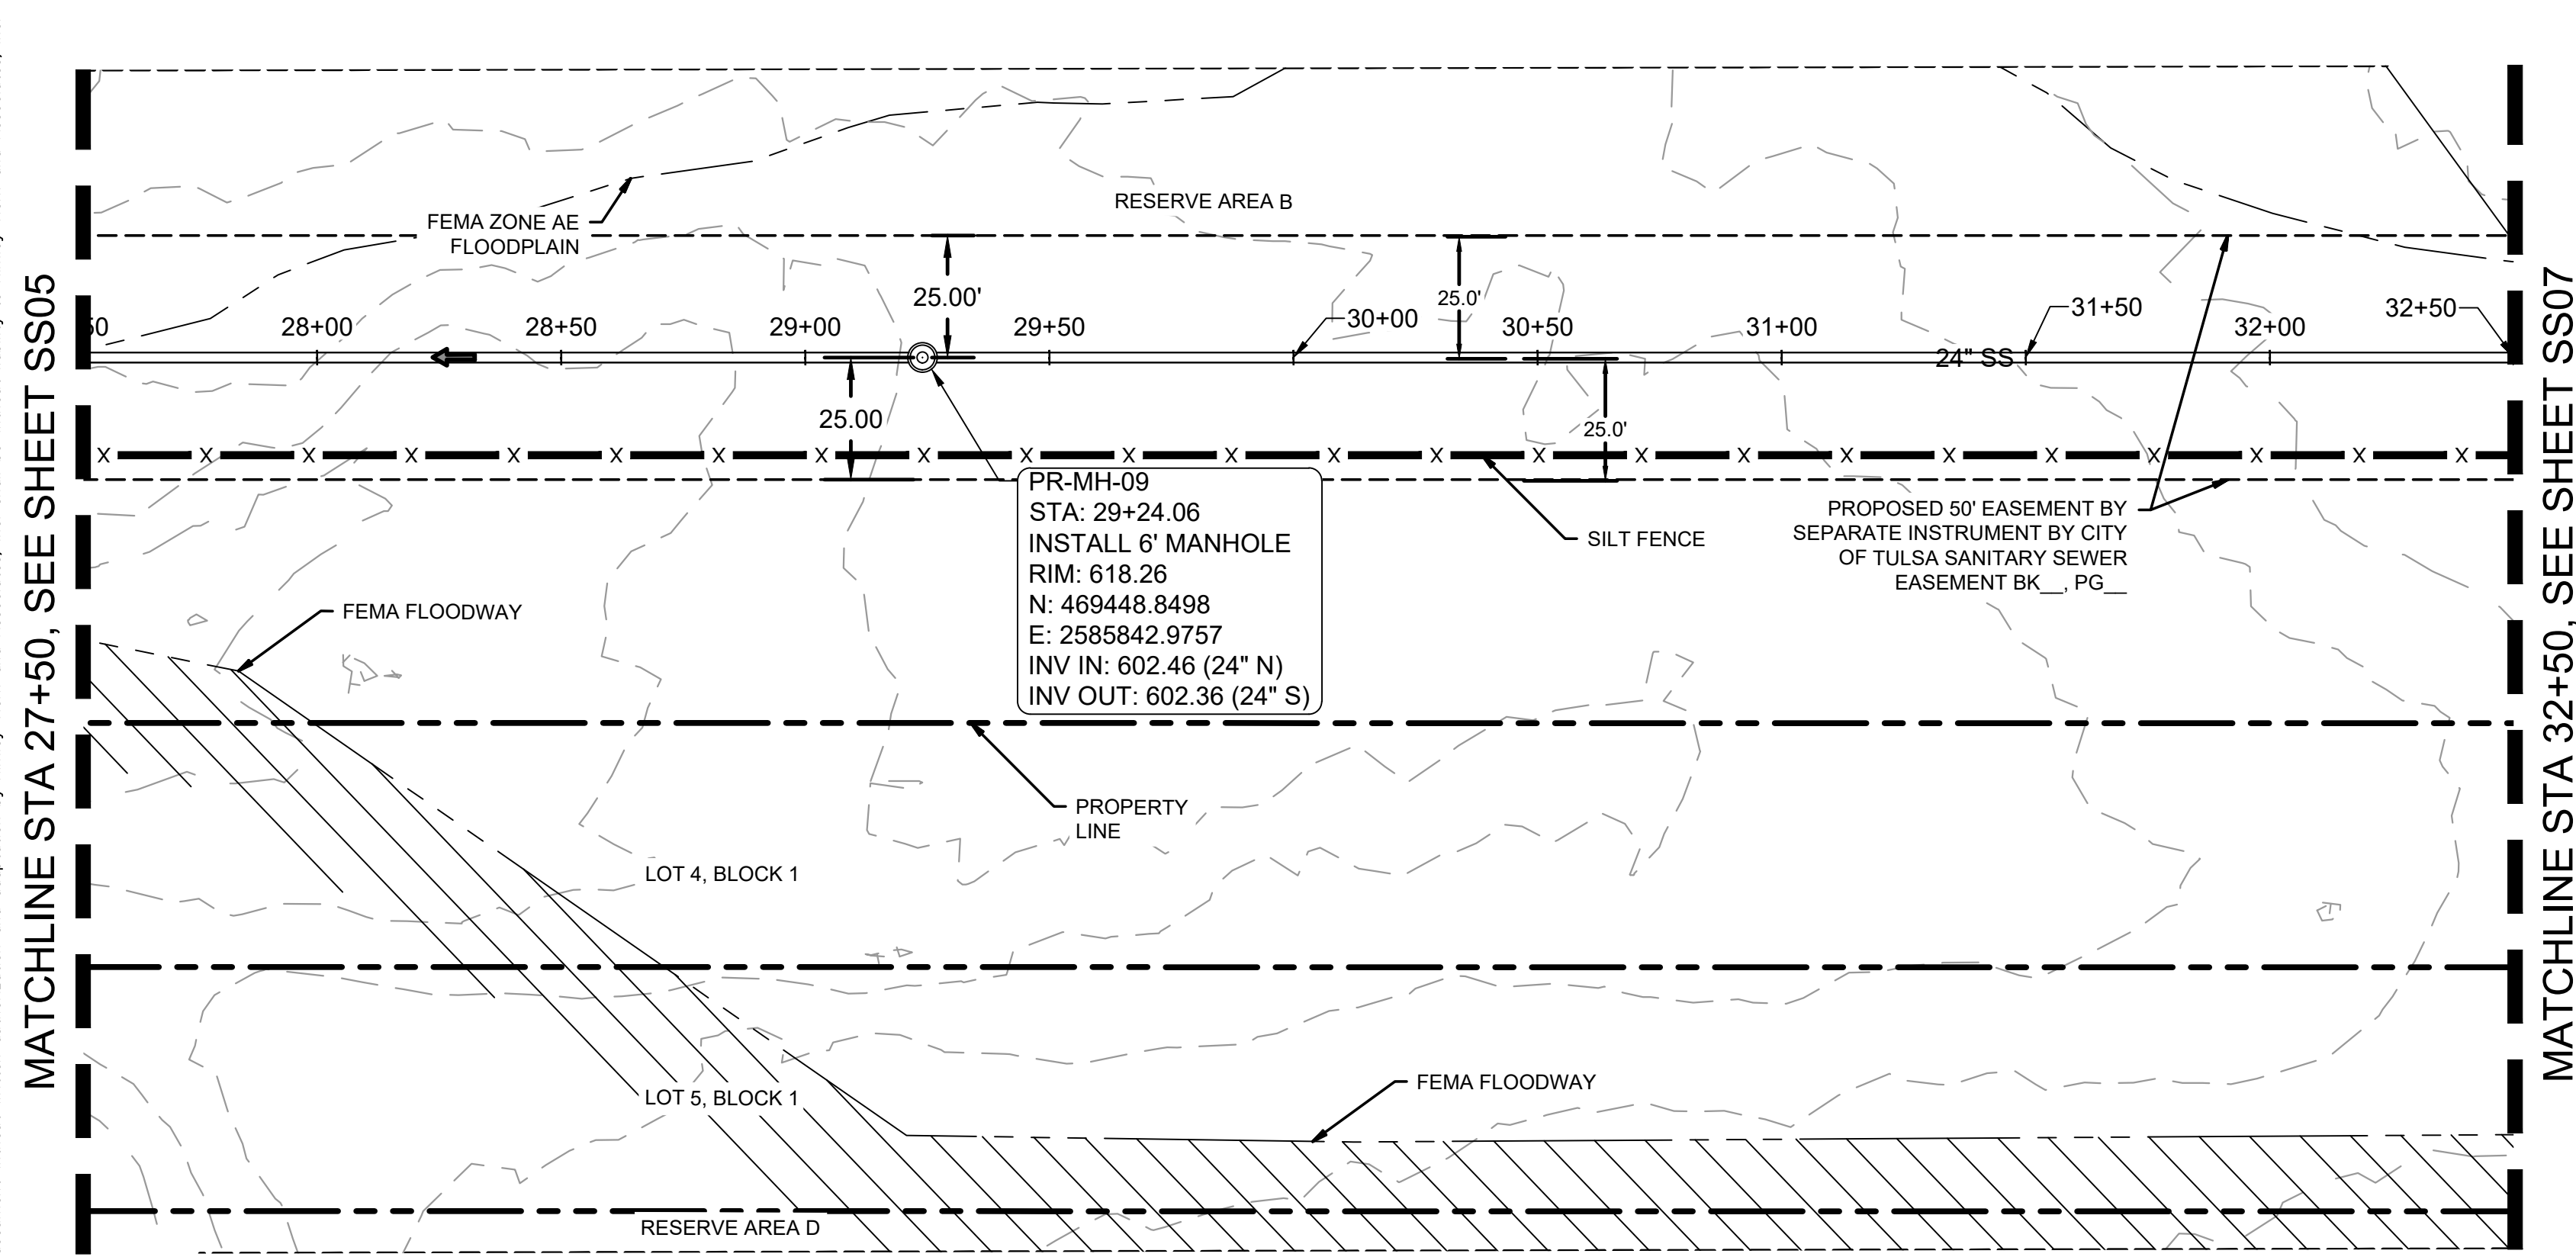 MATCHLINE STA 27+50, SEE SHEET SS05
RESERVE AREA B
FEMA ZONE AE
FLOODPLAIN
25.00'
25.0'
50
28+00
28+50
29+00
29+50
30+00
30+50
31+00
31+50
32+00
32+50
24" SS
25.00
25.0'
X X X X X X X X X X X X X X X X X X X X X X X X
PR-MH-09
STA: 29+24.06
INSTALL 6' MANHOLE
RIM: 618.26
N: 469448.8498
E: 2585842.9757
INV IN: 602.46 (24" N)
INV OUT: 602.36 (24" S)
SILT FENCE
PROPOSED 50' EASEMENT BY
SEPARATE INSTRUMENT BY CITY
OF TULSA SANITARY SEWER
EASEMENT BK__, PG__
FEMA FLOODWAY
PROPERTY
LINE
LOT 4, BLOCK 1
LOT 5, BLOCK 1
FEMA FLOODWAY
RESERVE AREA D
MATCHLINE STA 32+50, SEE SHEET SS07